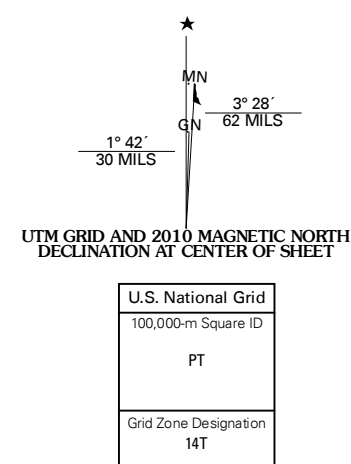 MN
3° 28´
62 MILS
GN
1° 42´
30 MILS
UTM GRID AND 2010 MAGNETIC NORTH
DECLINATION AT CENTER OF SHEET
U.S. National Grid
100,000-m Square ID
PT
Grid Zone Designation
14T